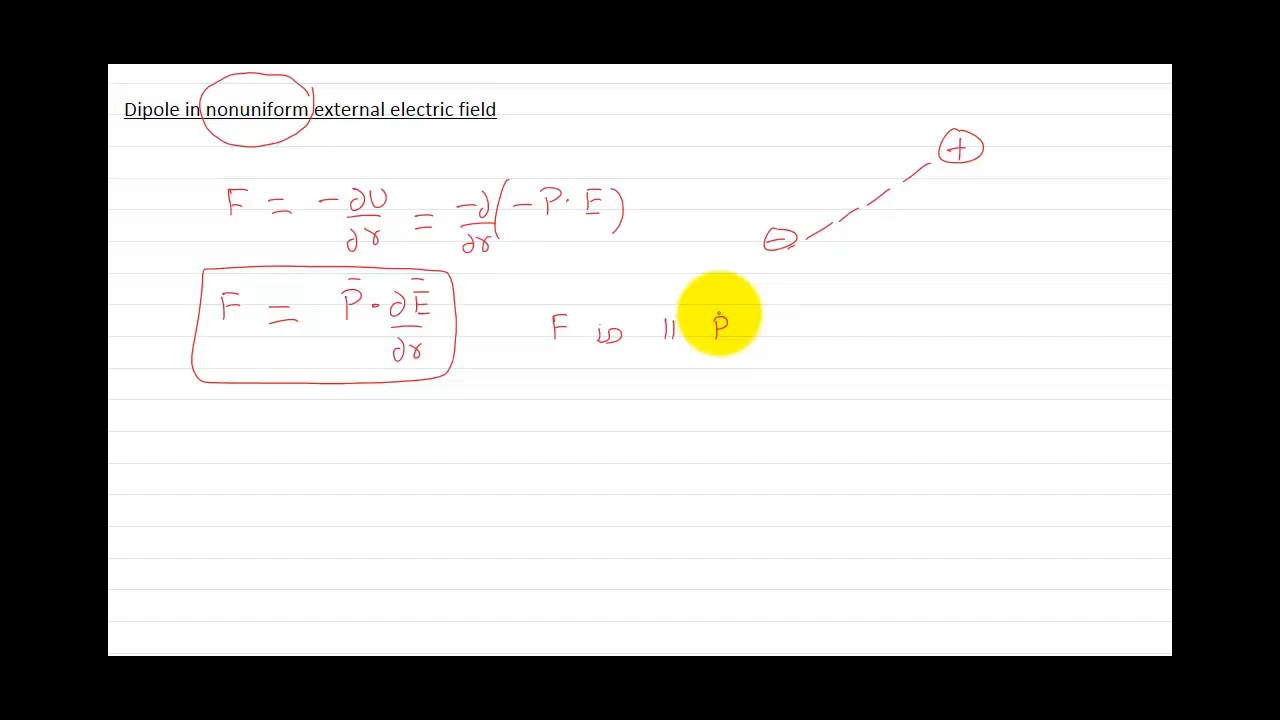 Dipole in nonuniform external electric field
+
F = -∂U/∂r = -∂/∂r (-P· E)
-
F = P̄· ∂Ē/∂r
F is || P